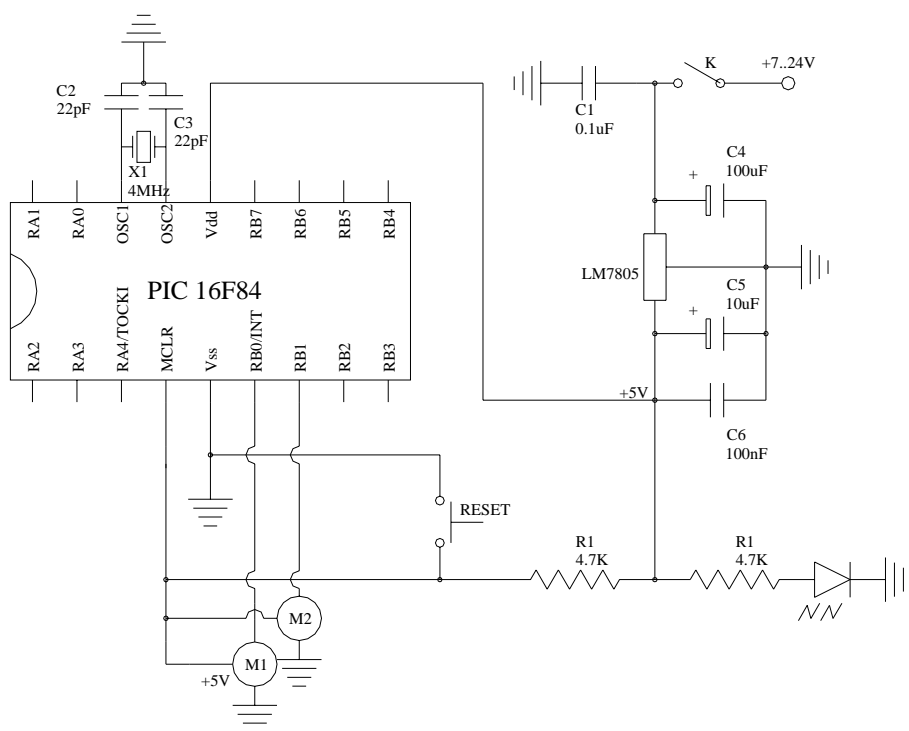 C2
22pF
C3
22pF
X1
4MHz
K
+7..24V
C1
0.1uF
C4
100uF
+
RA1
RA0
OSC1
OSC2
Vdd
RB7
RB6
RB5
RB4
PIC 16F84
LM7805
C5
10uF
+
RA2
RA3
RA4/TOCKI
MCLR
Vss
RB0/INT
RB1
RB2
RB3
+5V
C6
100nF
RESET
R1
4.7K
R1
4.7K
M2
M1
+5V